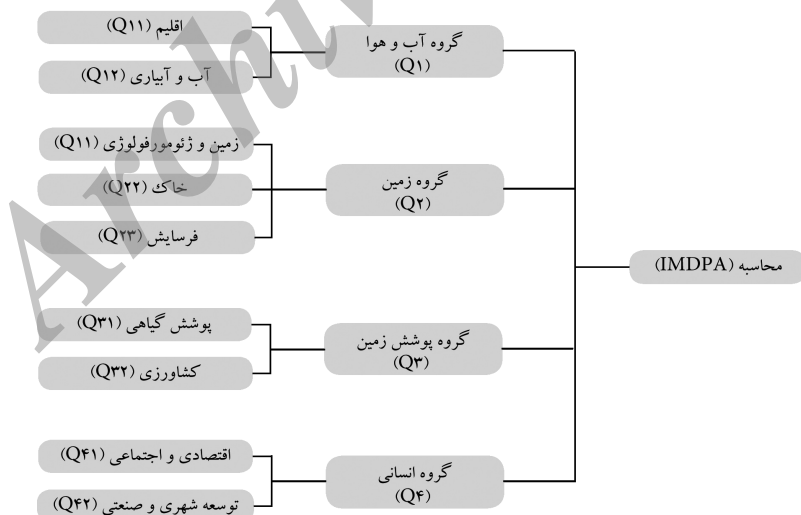 محاسبه (IMDPA)
گروه آب و هوا
(Q۱)
اقلیم (Q۱۱)
آب و آبیاری (Q۱۲)
گروه زمین
(Q۲)
زمین و ژئومورفولوژی (Q۱۱)
خاک (Q۲۲)
فرسایش (Q۲۳)
گروه پوشش زمین
(Q۳)
پوشش گیاهی (Q۳۱)
کشاورزی (Q۳۲)
گروه انسانی
(Q۴)
اقتصادی و اجتماعی (Q۴۱)
توسعه شهری و صنعتی (Q۴۲)